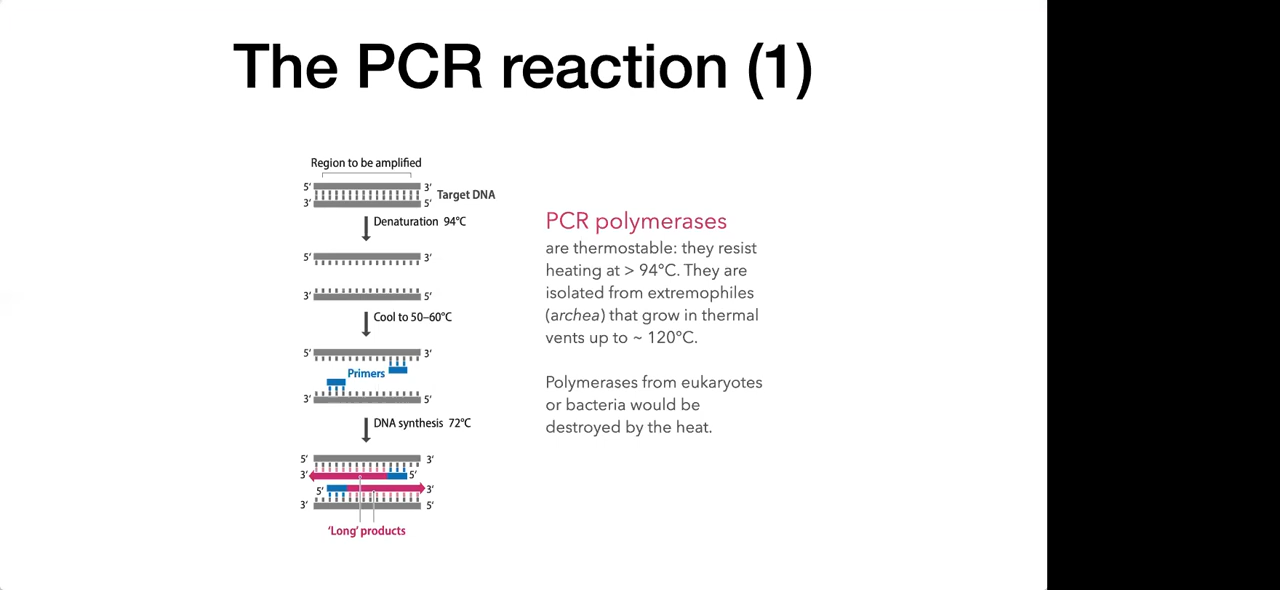 The PCR reaction (1)
Region to be amplified
5' 3'
Target DNA
3' 5'
Denaturation 94°C
5' 3'
3' 5'
Cool to 50–60°C
5' 3'
Primers
3' 5'
DNA synthesis 72°C
5' 3'
3' 5'
5' 3'
3' 5'
'Long' products
PCR polymerases
are thermostable: they resist
heating at > 94°C. They are
isolated from extremophiles
(archea) that grow in thermal
vents up to ~ 120°C.
Polymerases from eukaryotes
or bacteria would be
destroyed by the heat.